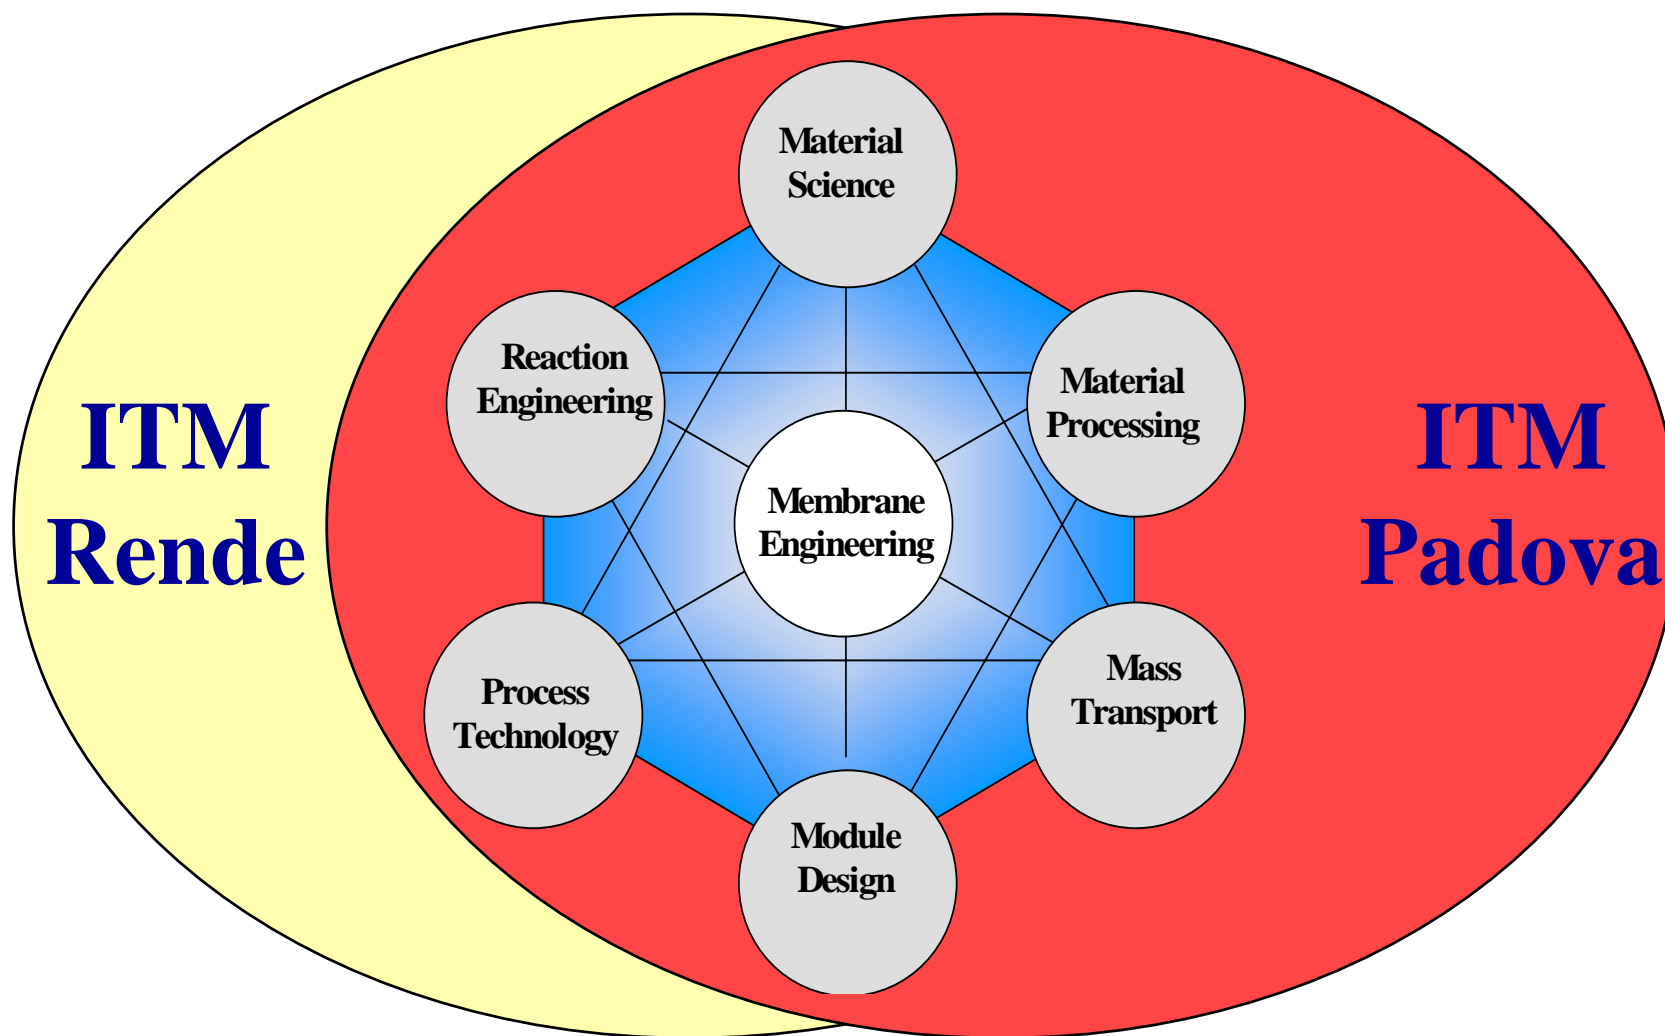 Material
Science
Reaction
Engineering
Material
Processing
ITM
Rende
ITM
Padova
Membrane
Engineering
Process
Technology
Mass
Transport
Module
Design